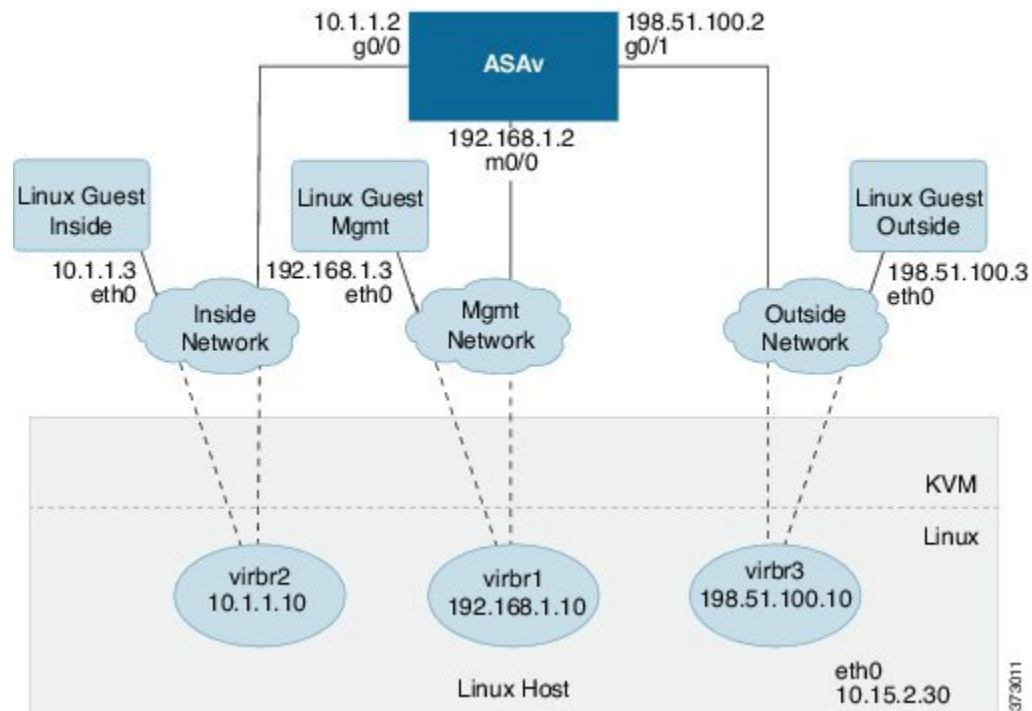 10.1.1.2
g0/0
ASAv
198.51.100.2
g0/1
192.168.1.2
m0/0
Linux Guest
Inside
Linux Guest
Mgmt
Linux Guest
Outside
10.1.1.3
eth0
192.168.1.3
eth0
198.51.100.3
eth0
Inside
Network
Mgmt
Network
Outside
Network
KVM
Linux
virbr2
10.1.1.10
virbr1
192.168.1.10
virbr3
198.51.100.10
Linux Host
eth0
10.15.2.30
373011